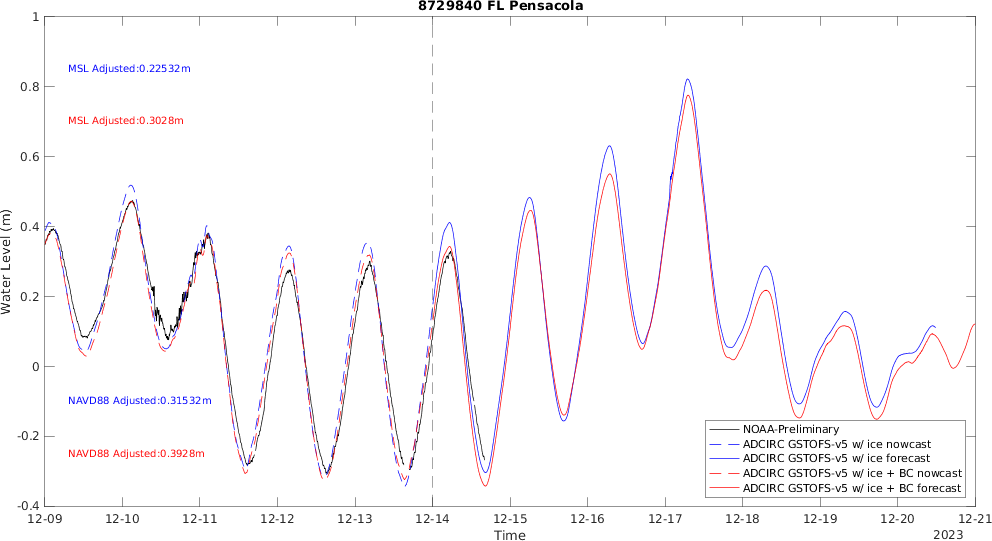 8729840 FL Pensacola
1
0.8
0.6
0.4
0.2
0
-0.2
-0.4
Water Level (m)
MSL Adjusted:0.22532m
MSL Adjusted:0.3028m
NAVD88 Adjusted:0.31532m
NAVD88 Adjusted:0.3928m
NOAA-Preliminary
ADCIRC GSTOFS-v5 w/ ice nowcast
ADCIRC GSTOFS-v5 w/ ice forecast
ADCIRC GSTOFS-v5 w/ ice + BC nowcast
ADCIRC GSTOFS-v5 w/ ice + BC forecast
12-09 12-10 12-11 12-12 12-13 12-14 12-15 12-16 12-17 12-18 12-19 12-20 12-21
Time
2023